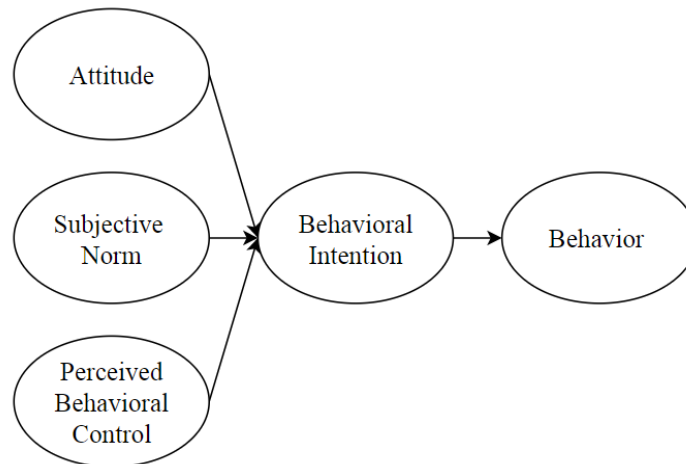 Attitude
Subjective
Norm
Perceived
Behavioral
Control
Behavioral
Intention
Behavior